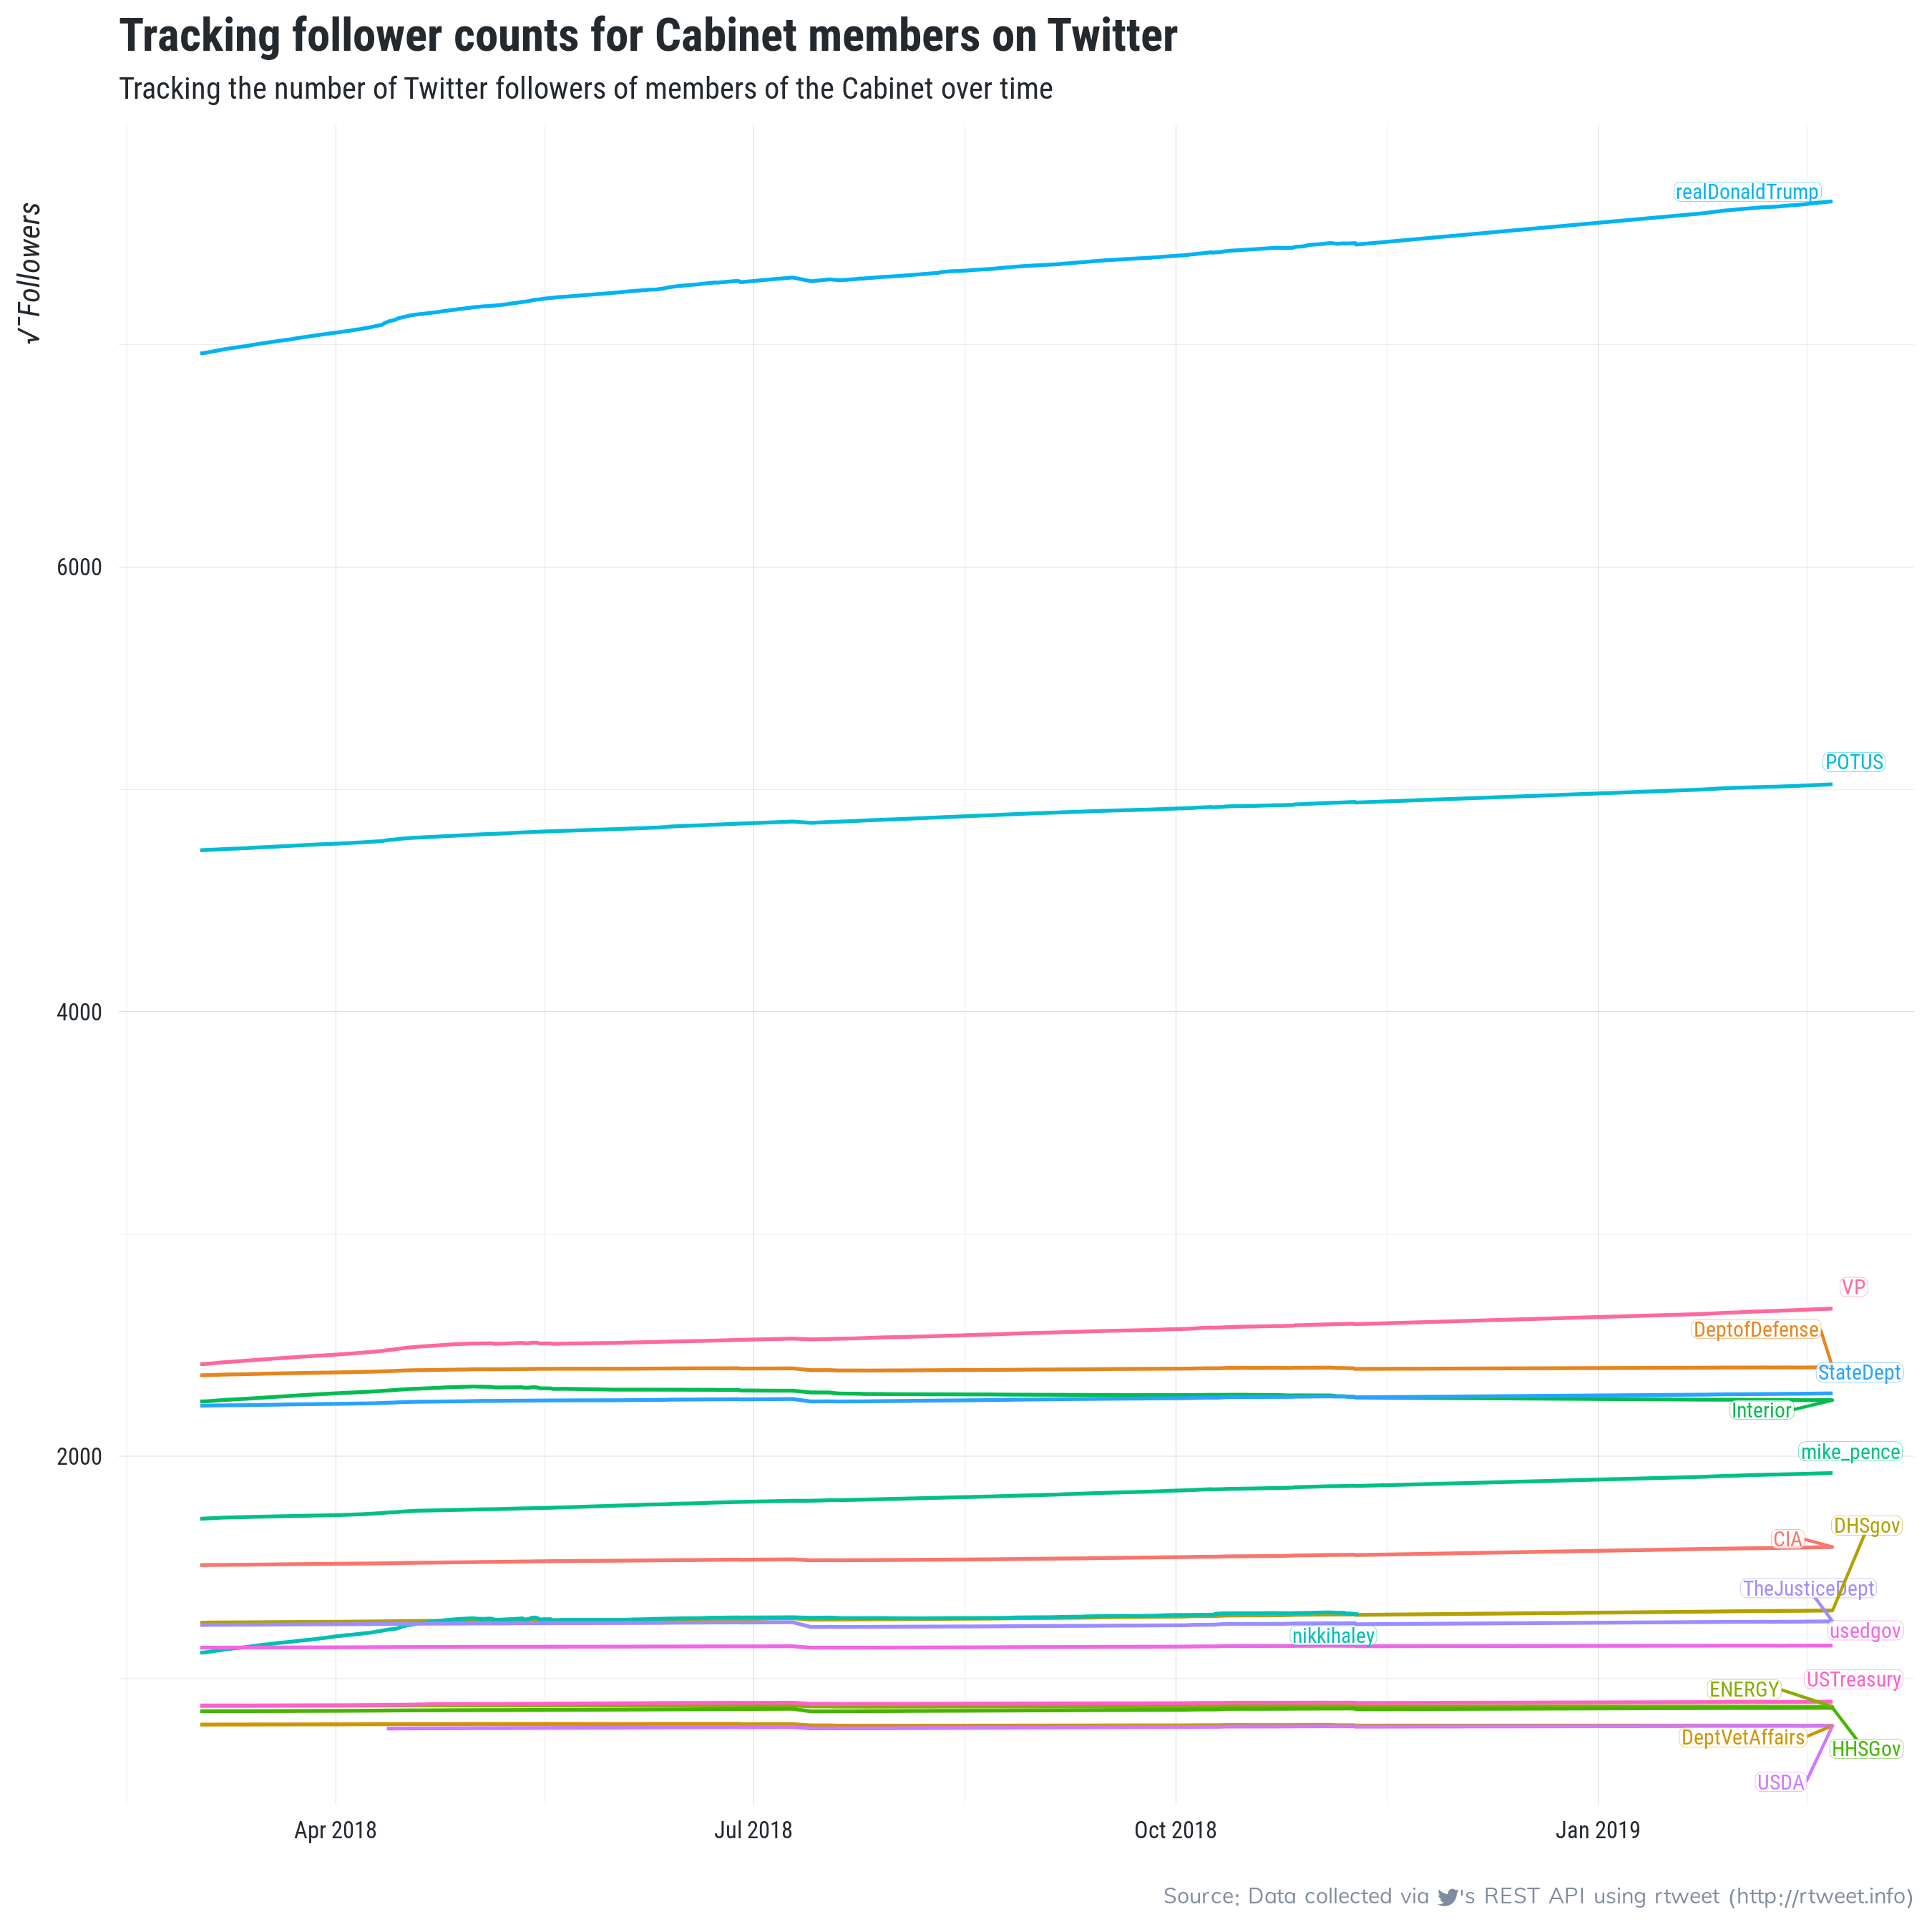 Tracking follower counts for Cabinet members on Twitter
Tracking the number of Twitter followers of members of the Cabinet over time
√‾Followers
realDonaldTrump
6000
POTUS
4000
VP
DeptofDefense
StateDept
Interior
mike_pence
2000
DHSgov
CIA
TheJusticeDept
usedgov
nikkihaley
USTreasury
ENERGY
DeptVetAffairs
HHSGov
USDA
Apr 2018
Jul 2018
Oct 2018
Jan 2019
Source: Data collected via 's REST API using rtweet (http://rtweet.info)